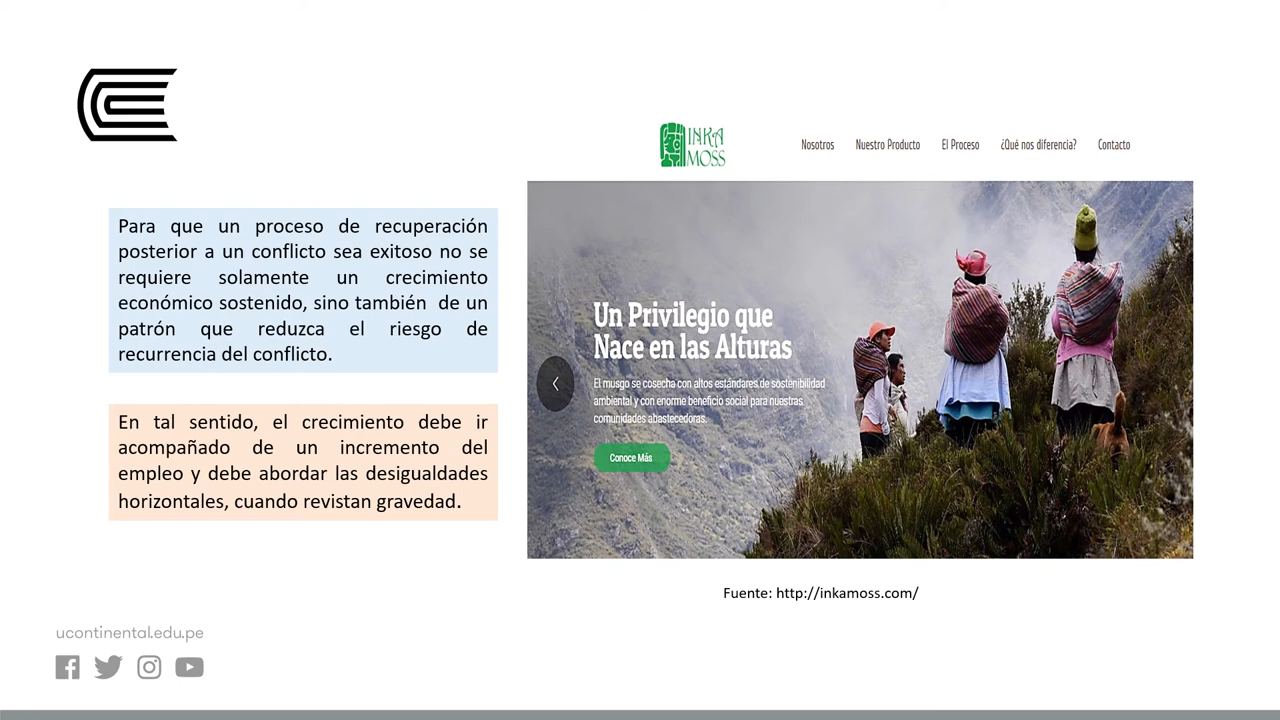 INKA
MOSS
Nosotros Nuestro Producto El Proceso ¿Qué nos diferencia? Contacto
Para que un proceso de recuperación
posterior a un conflicto sea exitoso no se
requiere solamente un crecimiento
económico sostenido, sino también de un
patrón que reduzca el riesgo de
recurrencia del conflicto.
En tal sentido, el crecimiento debe ir
acompañado de un incremento del
empleo y debe abordar las desigualdades
horizontales, cuando revistan gravedad.
Un Privilegio que
Nace en las Alturas
El musgo se cosecha con altos estándares de sostenibilidad
ambiental y con enorme beneficio social para nuestras
comunidades abastecedoras.
Conoce Más
Fuente: http://inkamoss.com/
ucontinental.edu.pe